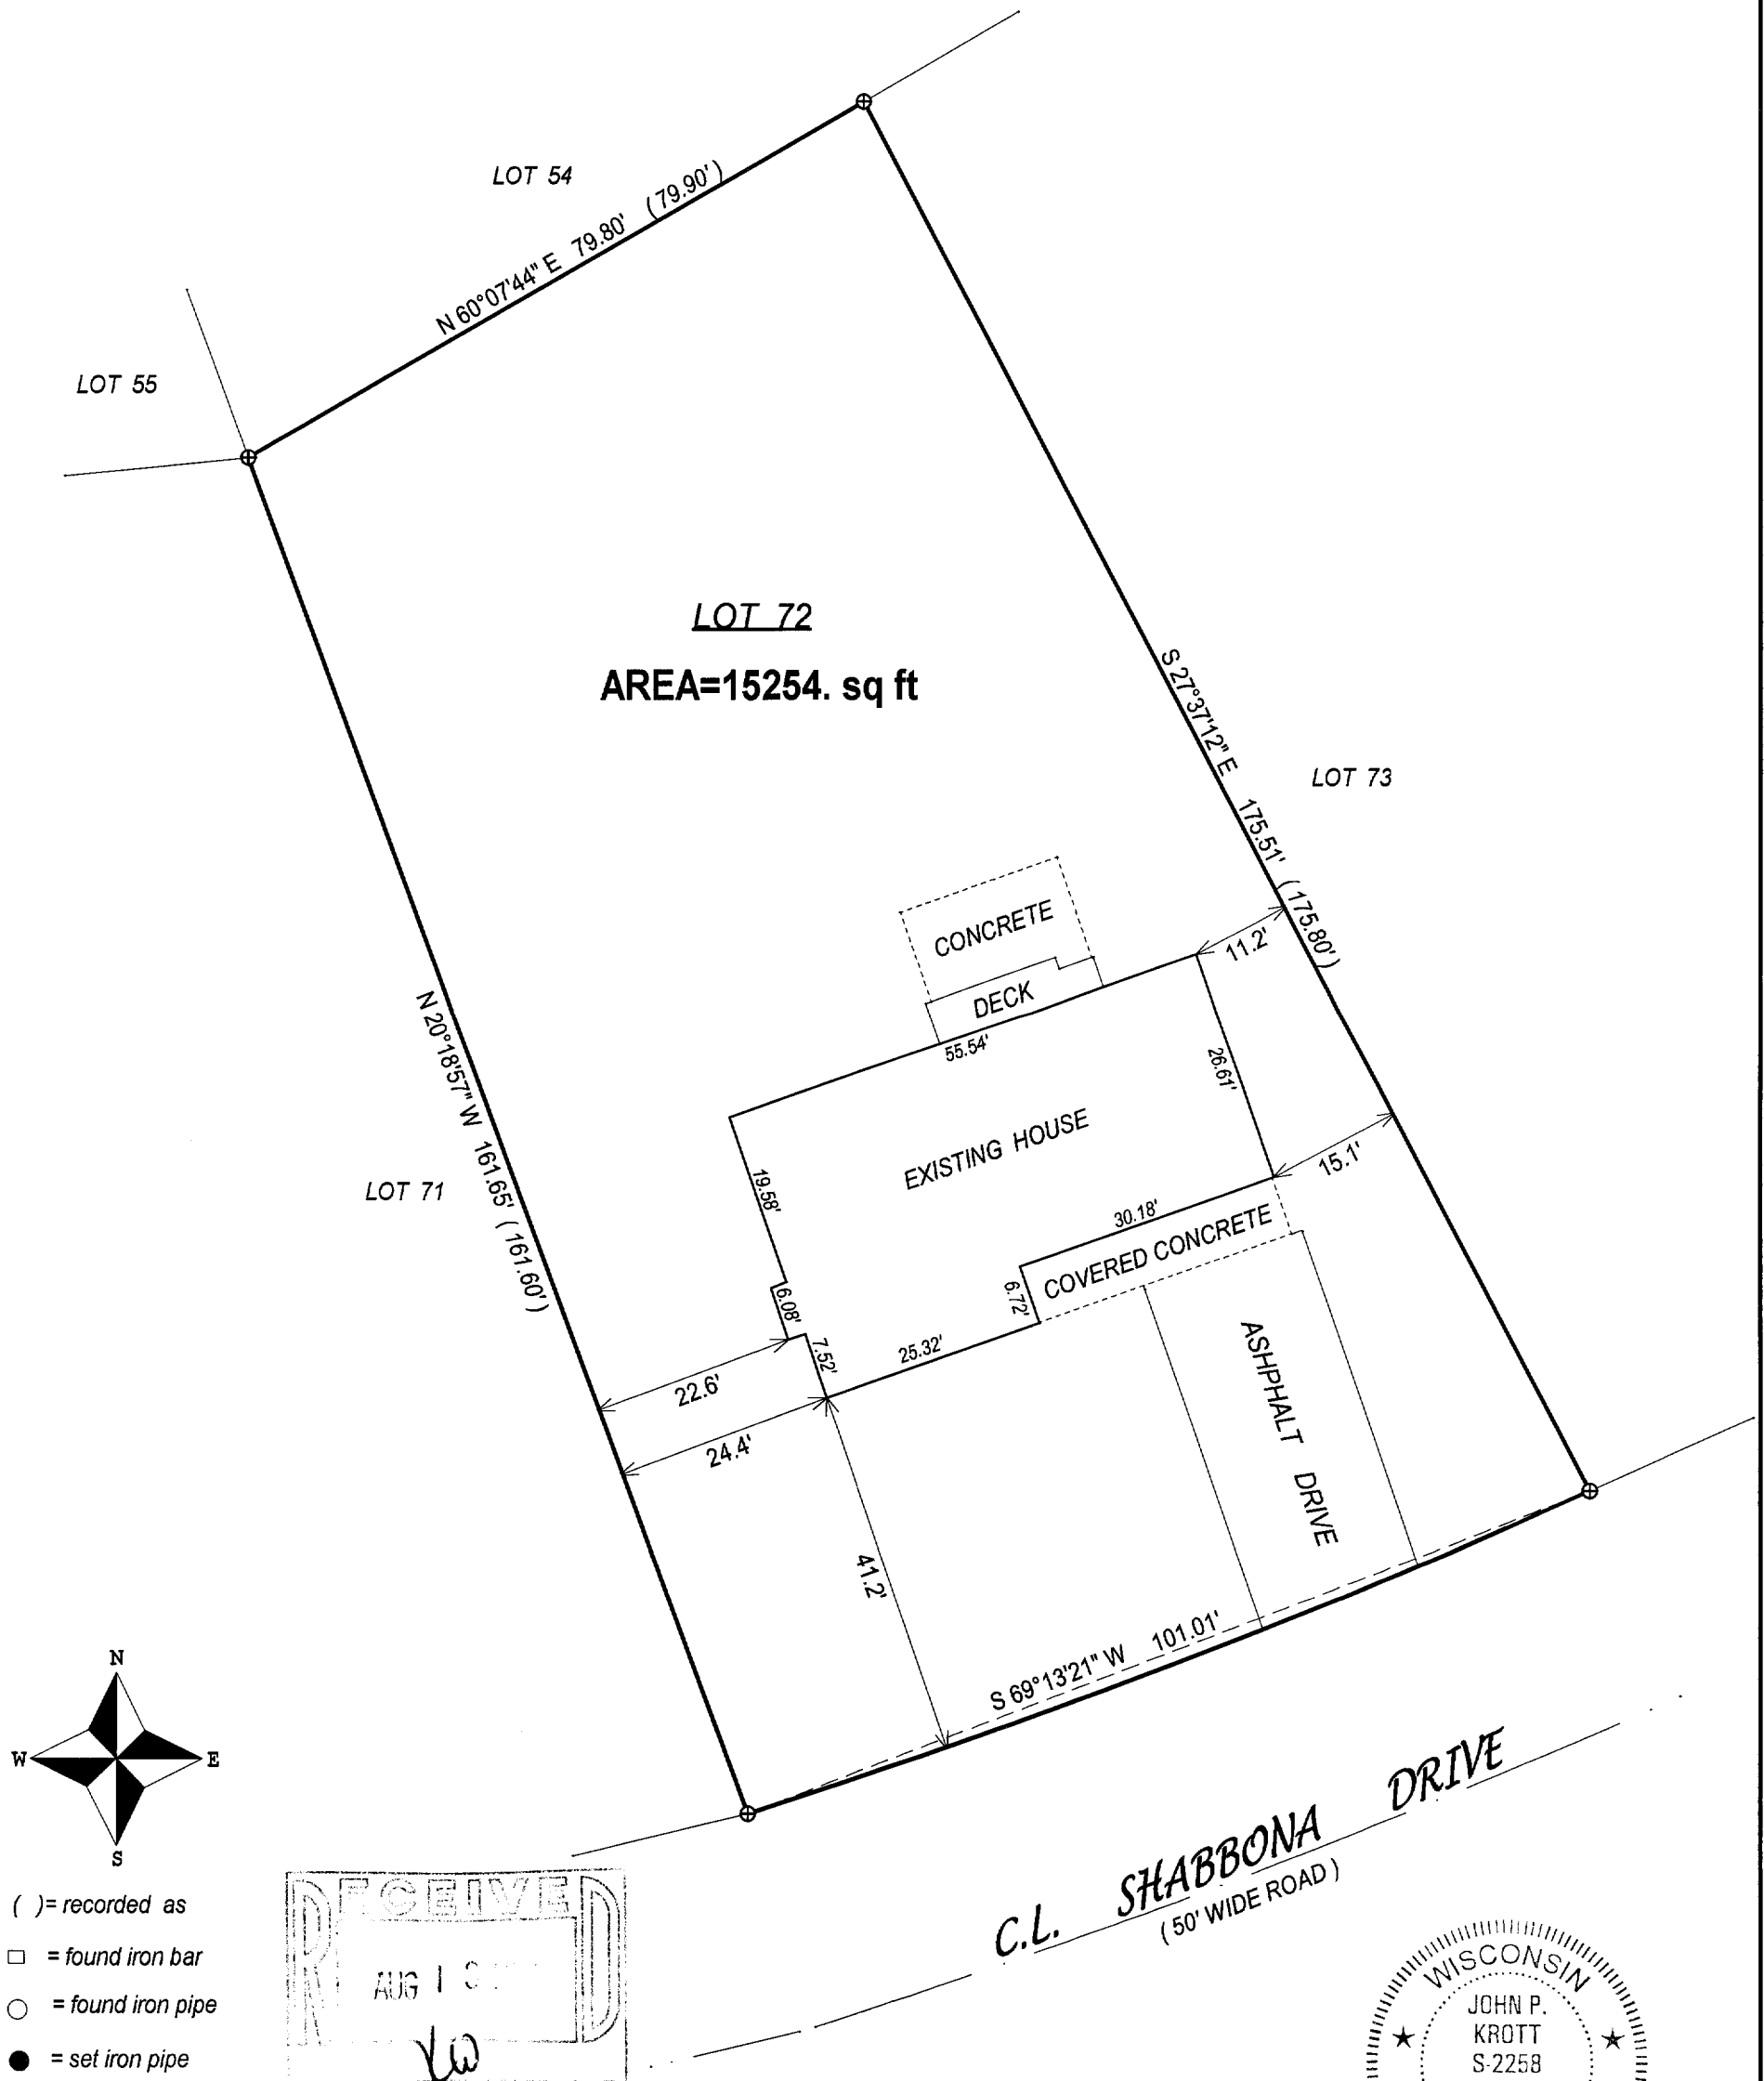 LOT 54
N 60°07'44" E 79.80' (79.90')
LOT 55
LOT 72
AREA=15254. sq ft
S 27°37'12" E 175.51' (175.80')
LOT 73
CONCRETE
11.2'
DECK
55.54'
N 20°18'57" W 161.65' (161.60')
26.61'
EXISTING HOUSE
15.1'
19.58'
LOT 71
30.18'
COVERED CONCRETE
6.08'
6.72'
7.52'
25.32'
ASHPHALT DRIVE
22.6'
24.4'
41.2'
S 69°13'21" W 101.01'
N
W E
S
C.L. SHABBONA DRIVE
( 50' WIDE ROAD )
( )= recorded as
= found iron bar
= found iron pipe
= set iron pipe
RECEIVED
AUG 1
WISCONSIN
JOHN P.
KROTT
S-2258